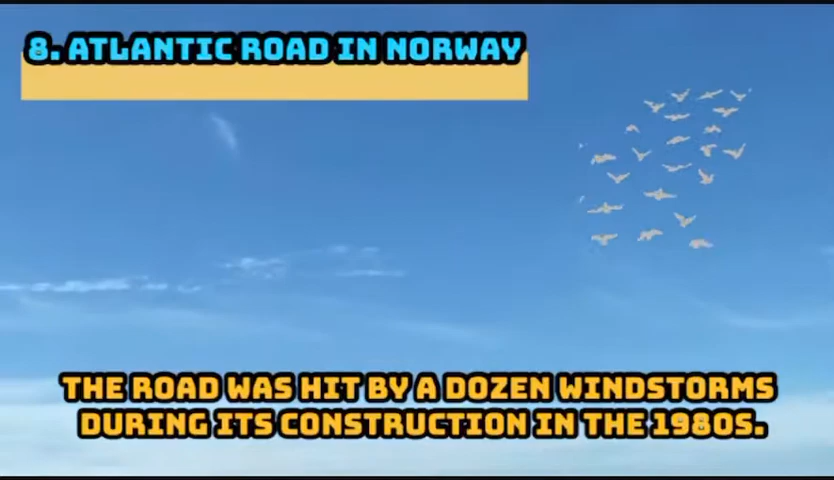 8. ATLANTIC ROAD IN NORWAY
THE ROAD WAS HIT BY A DOZEN WINDSTORMS
DURING ITS CONSTRUCTION IN THE 1980S.